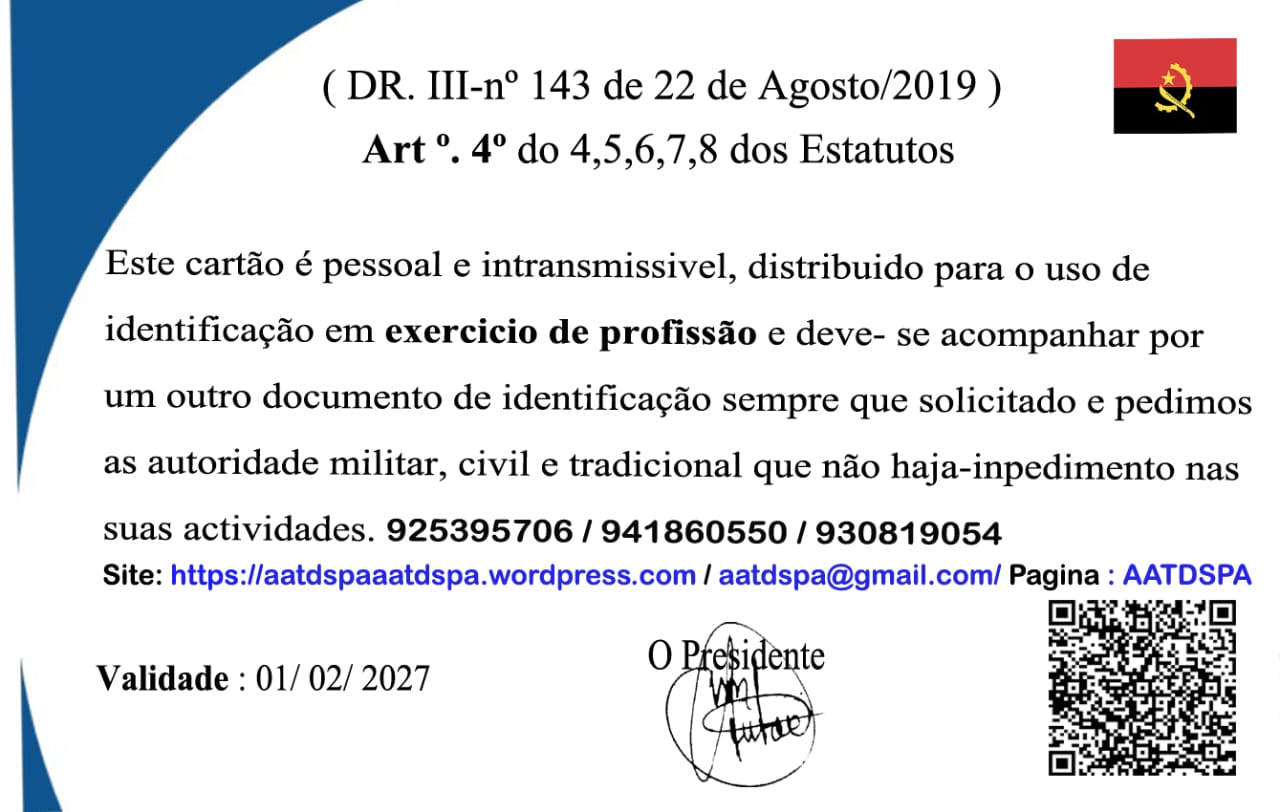 ( DR. III-nº 143 de 22 de Agosto/2019 )
Art º. 4º do 4,5,6,7,8 dos Estatutos
Este cartão é pessoal e intransmissivel, distribuido para o uso de
identificação em exercicio de profissão e deve- se acompanhar por
um outro documento de identificação sempre que solicitado e pedimos
as autoridade militar, civil e tradicional que não haja-inpedimento nas
suas actividades. 925395706 / 941860550 / 930819054
Site: https://aatdspaaatdspa.wordpress.com / aatdspa@gmail.com/ Pagina : AATDSPA
O Presidente
Validade : 01/ 02/ 2027